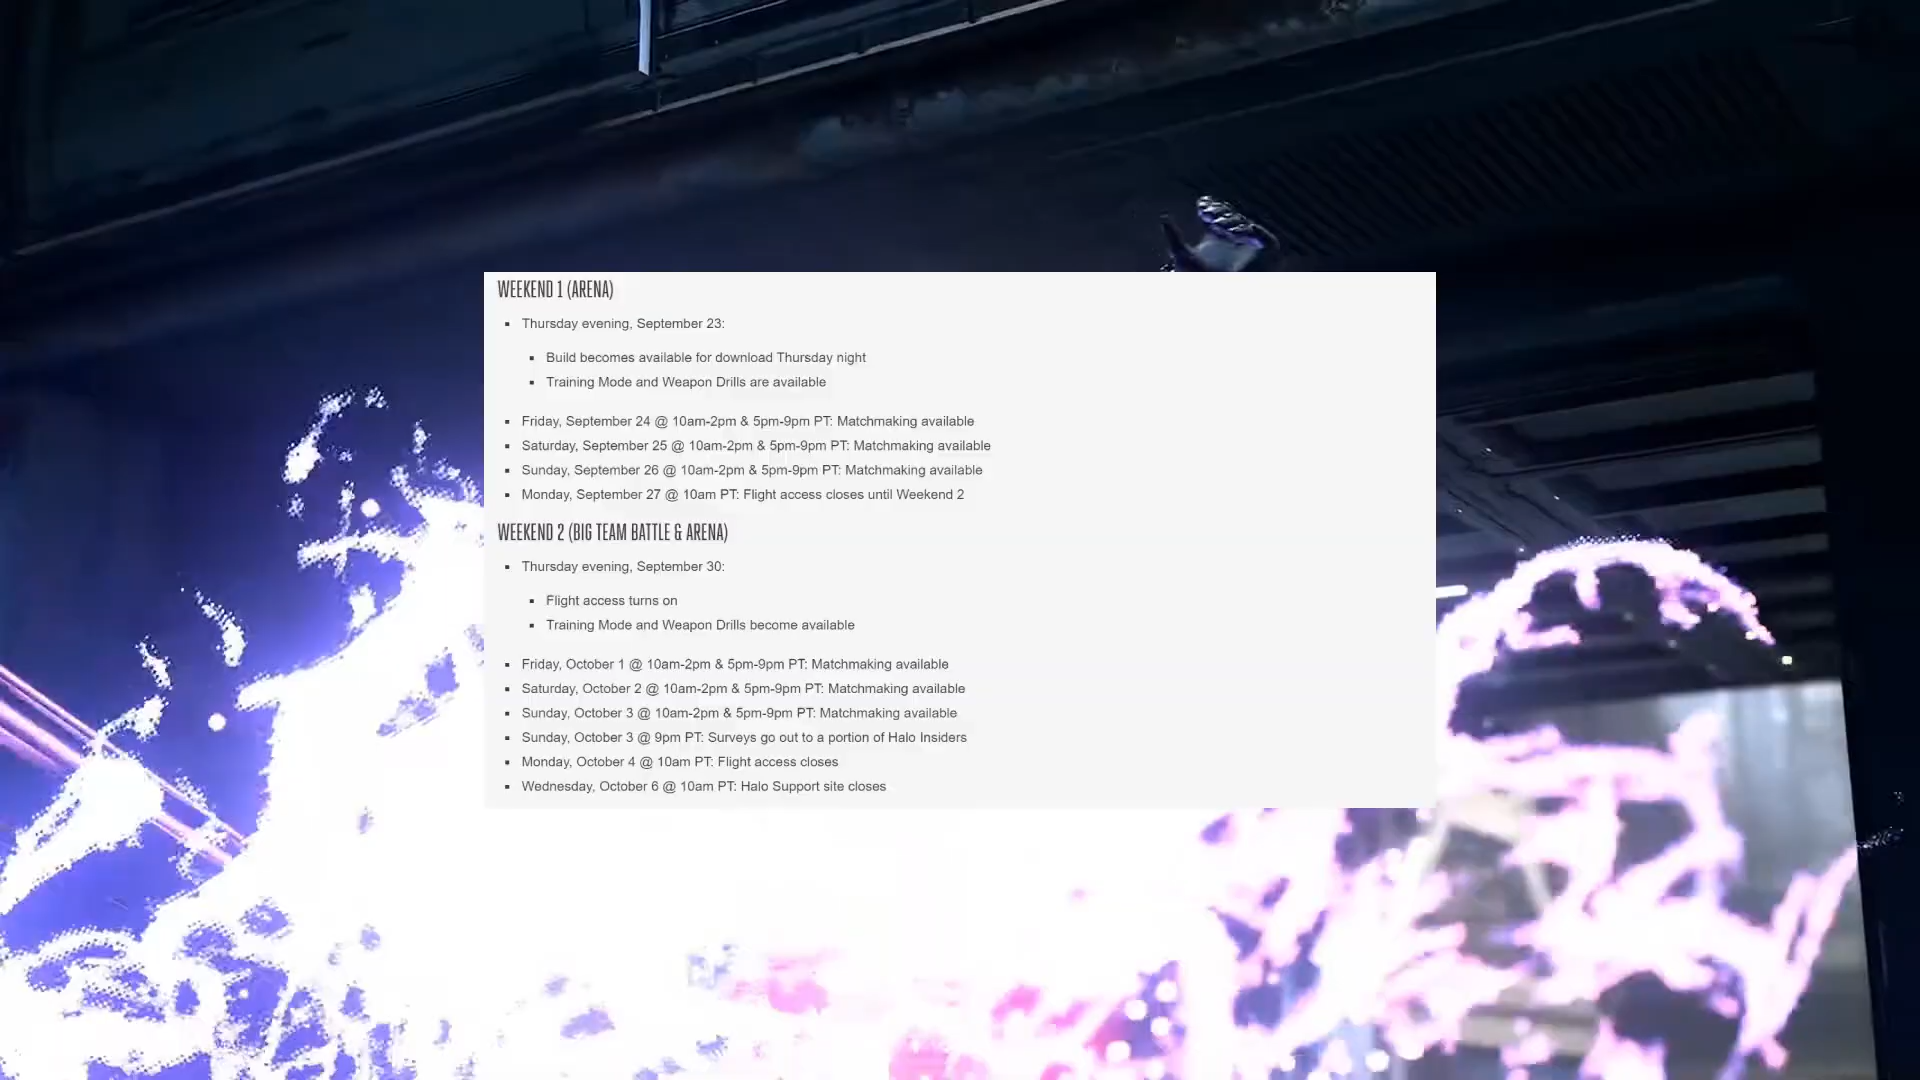 WEEKEND 1 (ARENA)
Thursday evening, September 23:
Build becomes available for download Thursday night
Training Mode and Weapon Drills are available
Friday, September 24 @ 10am-2pm & 5pm-9pm PT: Matchmaking available
Saturday, September 25 @ 10am-2pm & 5pm-9pm PT: Matchmaking available
Sunday, September 26 @ 10am-2pm & 5pm-9pm PT: Matchmaking available
Monday, September 27 @ 10am PT: Flight access closes until Weekend 2
WEEKEND 2 (BIG TEAM BATTLE & ARENA)
Thursday evening, September 30:
Flight access turns on
Training Mode and Weapon Drills become available
Friday, October 1 @ 10am-2pm & 5pm-9pm PT: Matchmaking available
Saturday, October 2 @ 10am-2pm & 5pm-9pm PT: Matchmaking available
Sunday, October 3 @ 10am-2pm & 5pm-9pm PT: Matchmaking available
Sunday, October 3 @ 9pm PT: Surveys go out to a portion of Halo Insiders
Monday, October 4 @ 10am PT: Flight access closes
Wednesday, October 6 @ 10am PT: Halo Support site closes